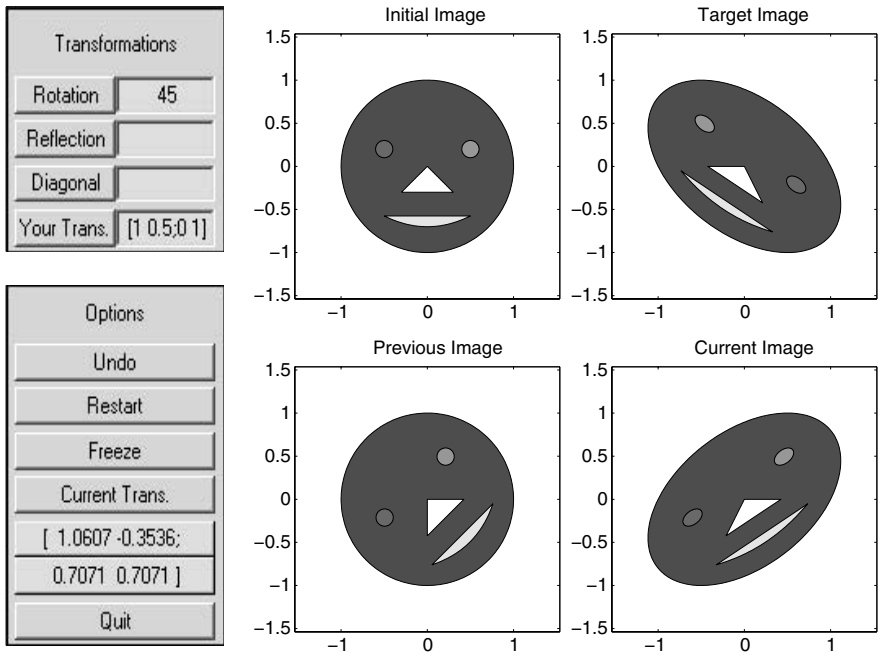 Transformations
Rotation 45
Reflection
Diagonal
Your Trans. [1 0.5;0 1]
Options
Undo
Restart
Freeze
Current Trans.
[ 1.0607 -0.3536;
0.7071 0.7071 ]
Quit
Initial Image
1.5
1
0.5
0
−0.5
−1
−1.5
−1 0 1
Target Image
1.5
1
0.5
0
−0.5
−1
−1.5
−1 0 1
Previous Image
1.5
1
0.5
0
−0.5
−1
−1.5
−1 0 1
Current Image
1.5
1
0.5
0
−0.5
−1
−1.5
−1 0 1